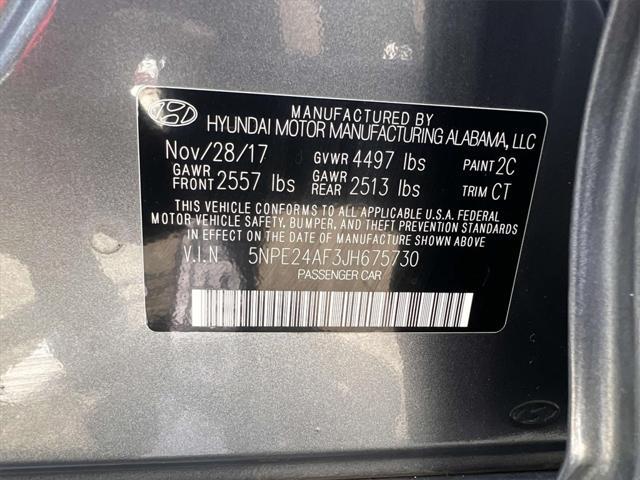 MANUFACTURED BY
HYUNDAI MOTOR MANUFACTURING ALABAMA, LLC
Nov/28/17 GVWR 4497 lbs PAINT 2C
GAWR FRONT 2557 lbs GAWR REAR 2513 lbs TRIM CT
THIS VEHICLE CONFORMS TO ALL APPLICABLE U.S.A. FEDERAL
MOTOR VEHICLE SAFETY, BUMPER, AND THEFT PREVENTION STANDARDS
IN EFFECT ON THE DATE OF MANUFACTURE SHOWN ABOVE
V.I.N 5NPE24AF3JH675730
PASSENGER CAR